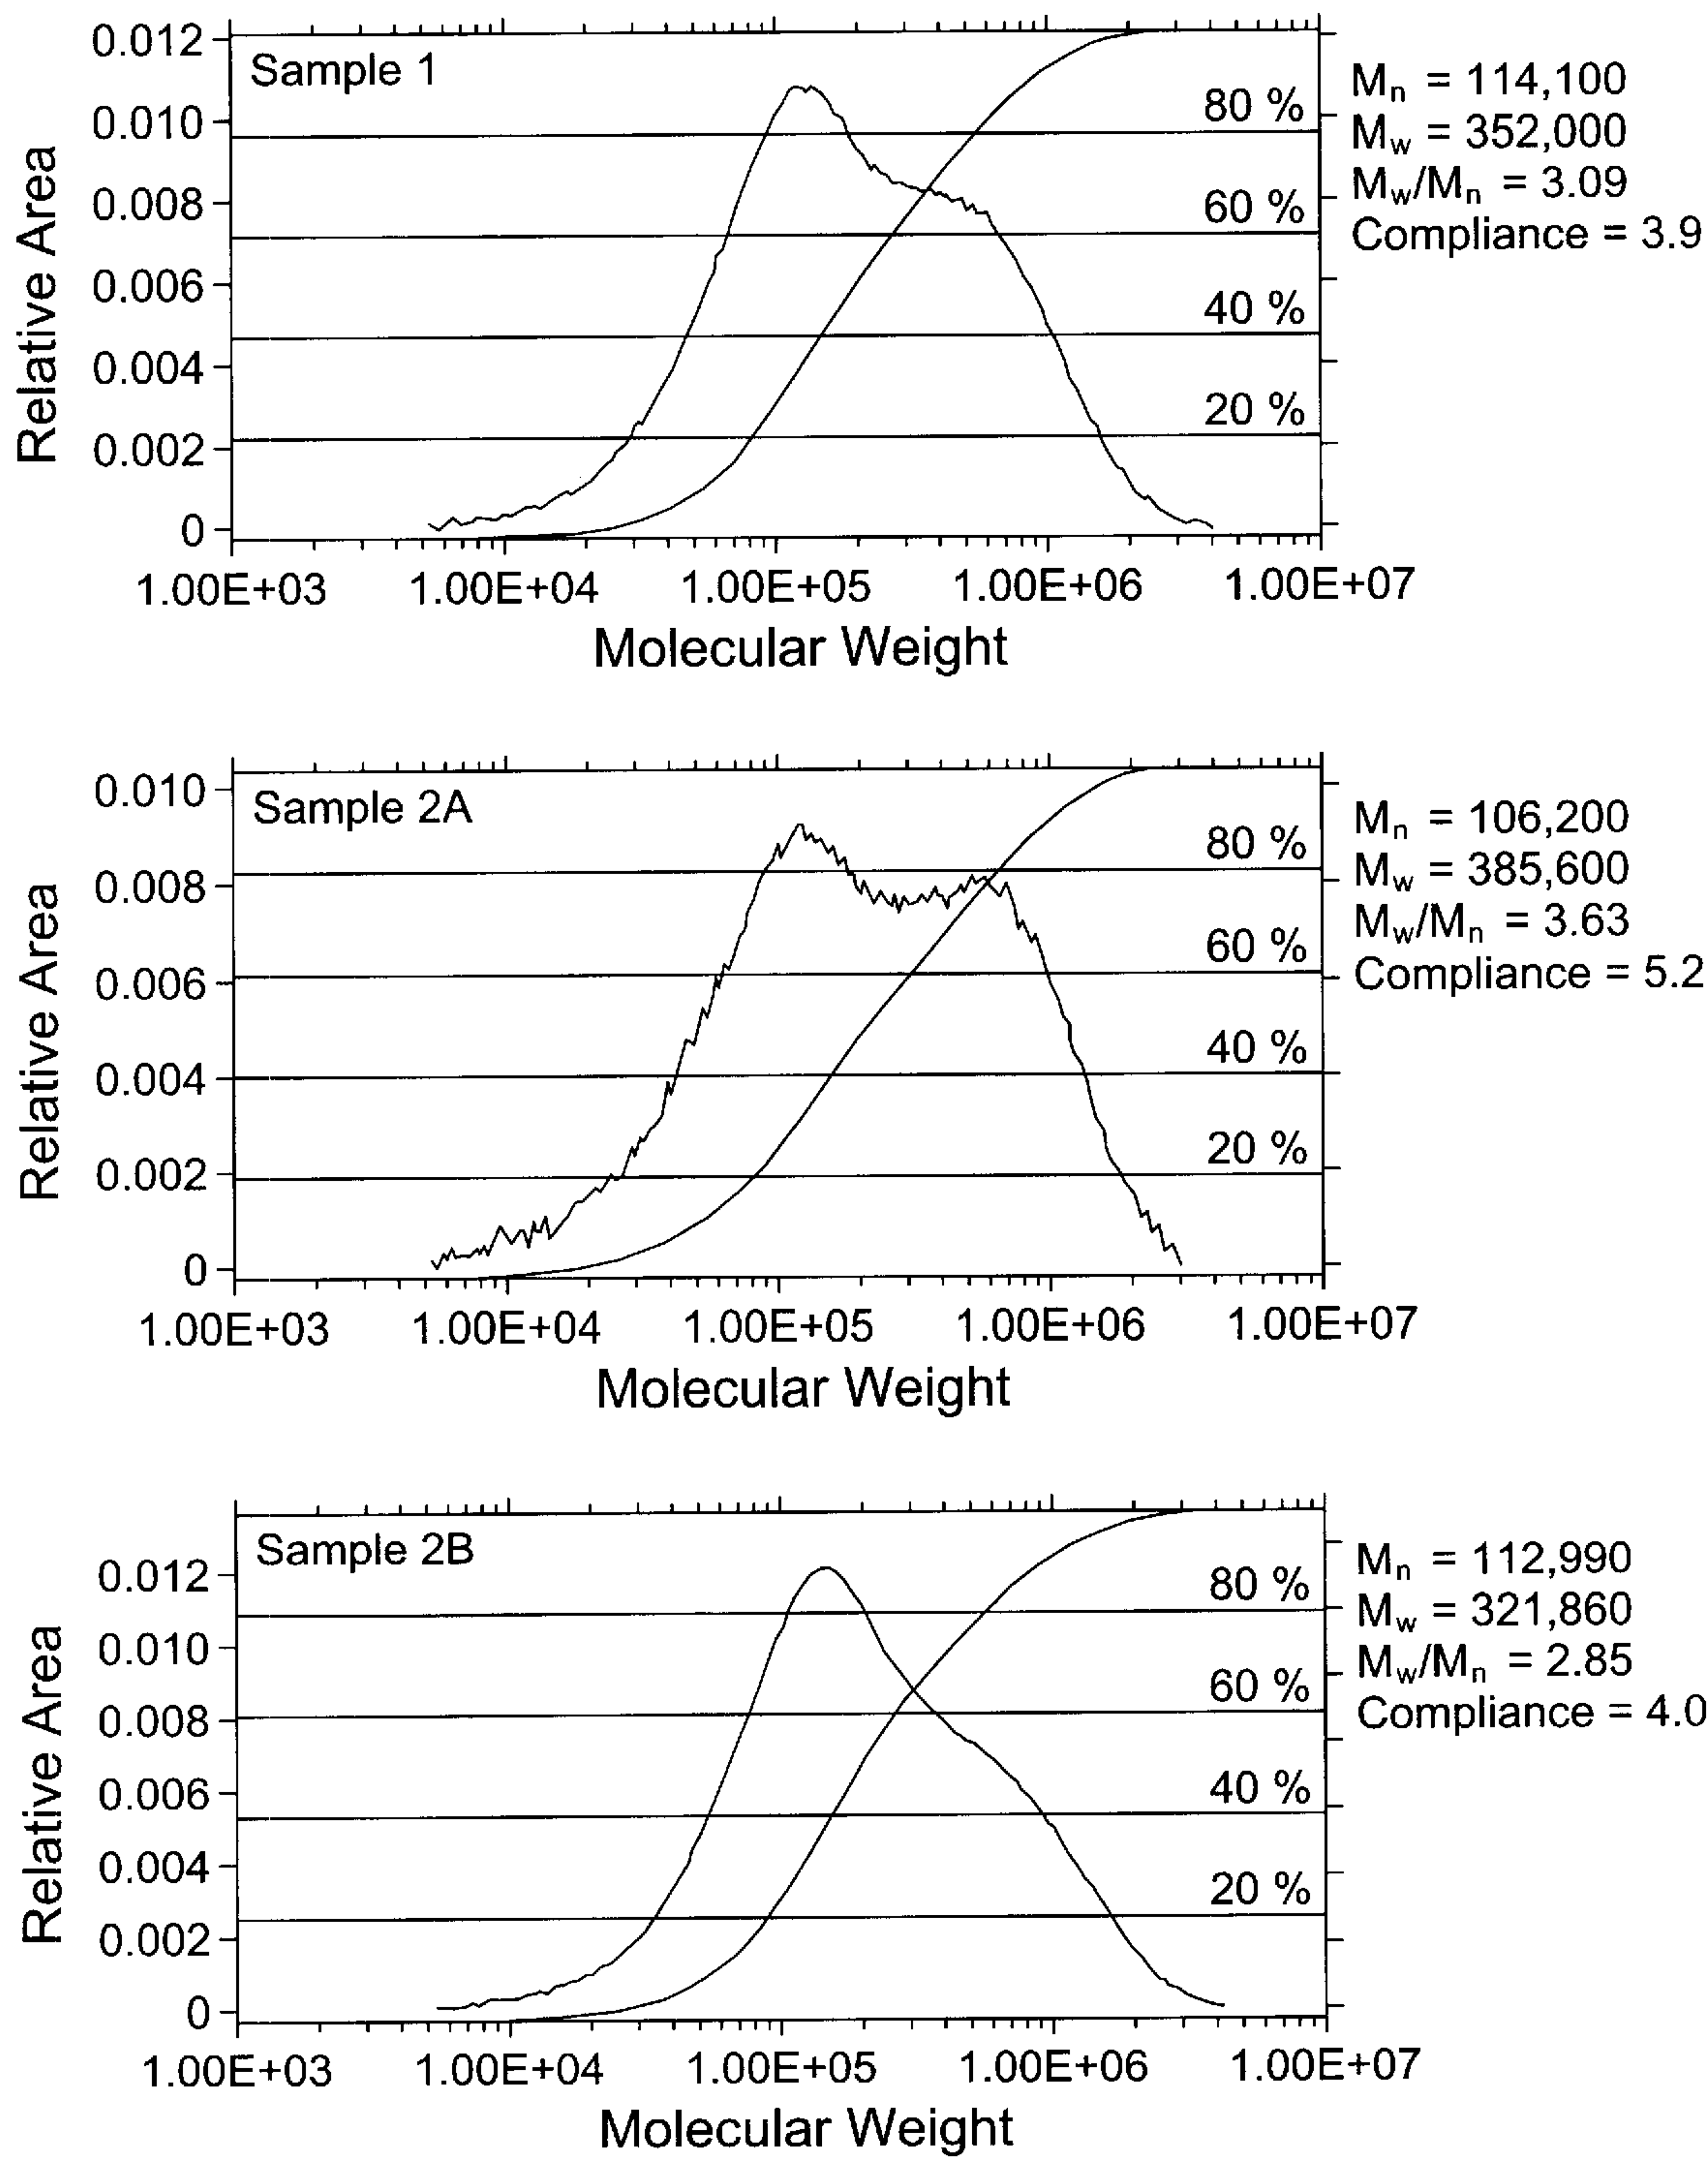 Sample 1
0.012
0.010
0.008
0.006
0.004
0.002
0
Relative Area
80 %
60 %
40 %
20 %
1.00E+03 1.00E+04 1.00E+05 1.00E+06 1.00E+07
Molecular Weight
Mn = 114,100
Mw = 352,000
Mw/Mn = 3.09
Compliance = 3.9
Sample 2A
0.010
0.008
0.006
0.004
0.002
0
Relative Area
80 %
60 %
40 %
20 %
1.00E+03 1.00E+04 1.00E+05 1.00E+06 1.00E+07
Molecular Weight
Mn = 106,200
Mw = 385,600
Mw/Mn = 3.63
Compliance = 5.2
Sample 2B
0.012
0.010
0.008
0.006
0.004
0.002
0
Relative Area
80 %
60 %
40 %
20 %
1.00E+03 1.00E+04 1.00E+05 1.00E+06 1.00E+07
Molecular Weight
Mn = 112,990
Mw = 321,860
Mw/Mn = 2.85
Compliance = 4.0